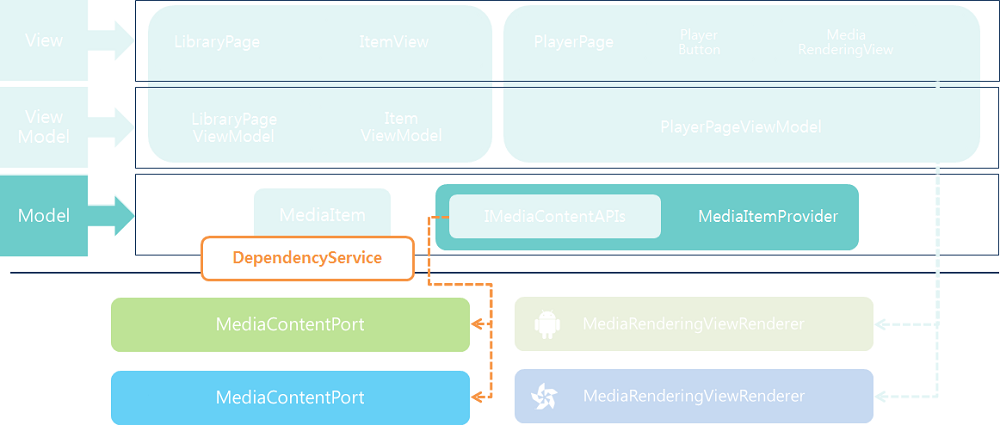 View
LibraryPage
ItemView
PlayerPage
Player
Button
Media
RenderingView
View
Model
LibraryPage
ViewModel
Item
ViewModel
PlayerPageViewModel
Model
MediaItem
IMediaContentAPIs
MediaItemProvider
DependencyService
MediaContentPort
MediaRenderingViewRenderer
MediaContentPort
MediaRenderingViewRenderer